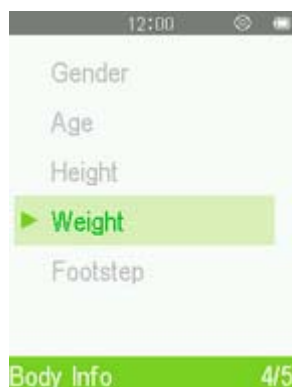 12:00
Gender
Age
Height
Weight
Footstep
Body Info 4/5